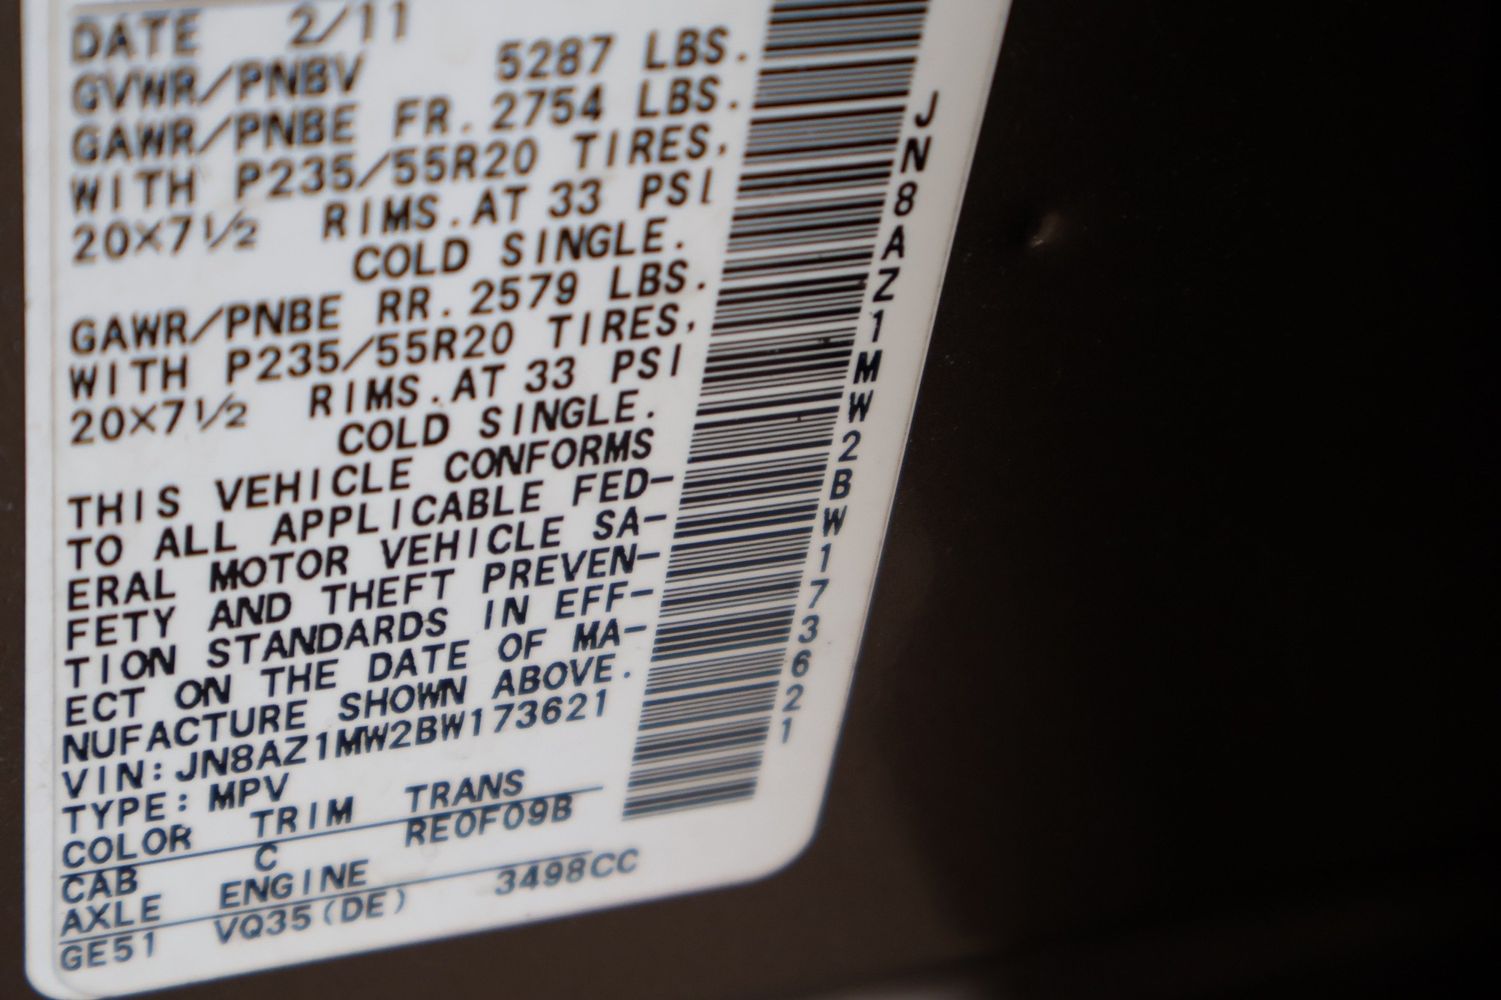 DATE 2/11
GVWR/PNBV 5287 LBS.
GAWR/PNBE FR. 2754 LBS.
WITH P235/55R20 TIRES,
20X7 1/2 RIMS.AT 33 PSI
COLD SINGLE.
GAWR/PNBE RR. 2579 LBS.
WITH P235/55R20 TIRES,
20X7 1/2 RIMS.AT 33 PSI
COLD SINGLE.
THIS VEHICLE CONFORMS
TO ALL APPLICABLE FED-
ERAL MOTOR VEHICLE SA-
FETY AND THEFT PREVEN-
TION STANDARDS IN EFF-
ECT ON THE DATE OF MA-
NUFACTURE SHOWN ABOVE.
VIN:JN8AZ1MW2BW173621
TYPE:MPV
COLOR TRIM TRANS
CAB C RE0F09B
AXLE ENGINE
GE51 VQ35(DE) 3498CC
JN8AZ1MW2BW173621